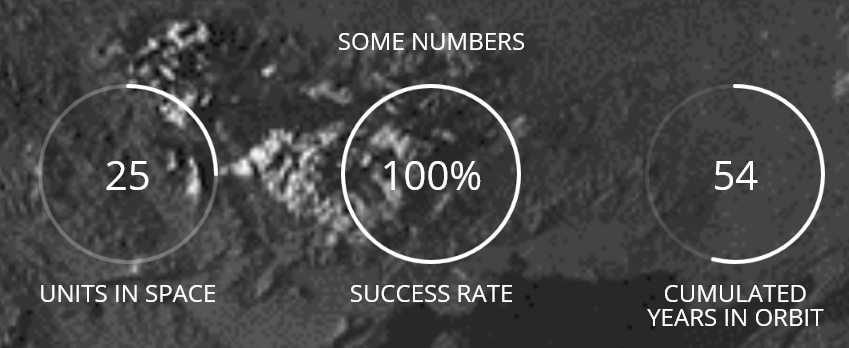 SOME NUMBERS
25
100%
54
UNITS IN SPACE
SUCCESS RATE
CUMULATED
YEARS IN ORBIT